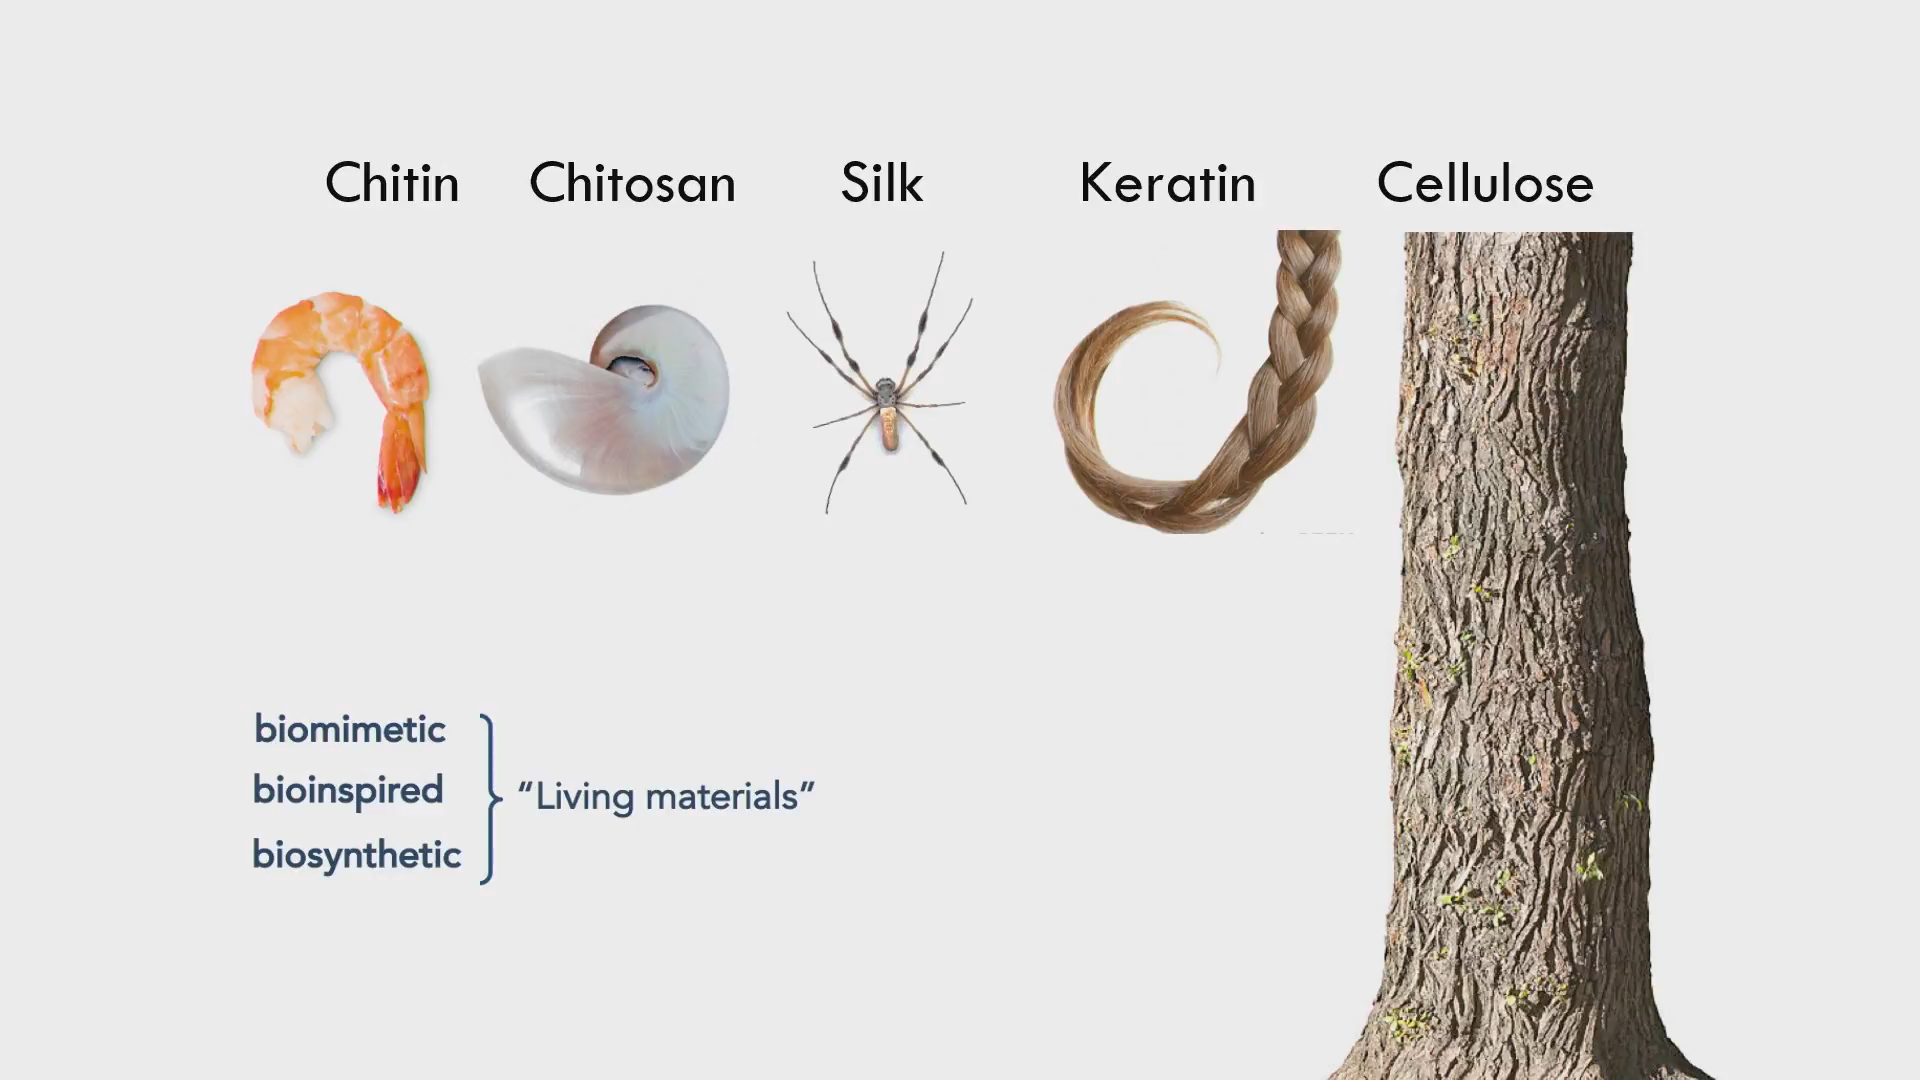 Chitin Chitosan Silk Keratin Cellulose
biomimetic
bioinspired
biosynthetic
“Living materials”